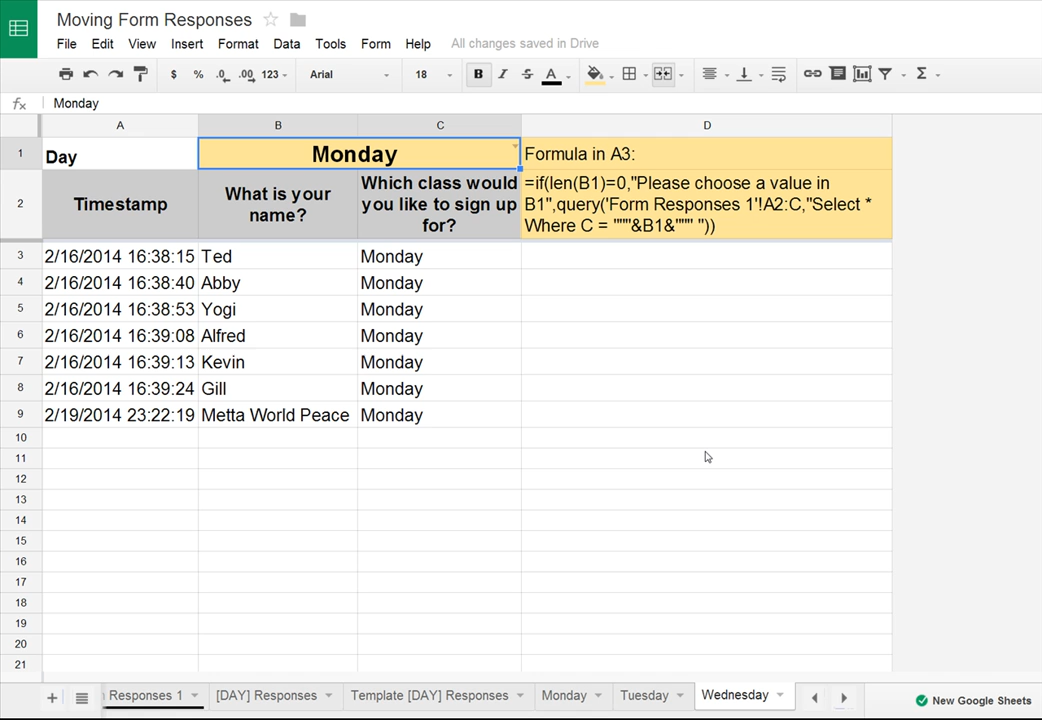 Moving Form Responses
File Edit View Insert Format Data Tools Form Help All changes saved in Drive
$ % .0 .00 123 Arial 18 B I S A Σ
fx Monday
A B C D
1 Day Monday Formula in A3:
2 Timestamp What is your name? Which class would you like to sign up for? =if(len(B1)=0,"Please choose a value in
B1",query('Form Responses 1'!A2:C,"Select *
Where C = """&B1&""" "))
3 2/16/2014 16:38:15 Ted Monday
4 2/16/2014 16:38:40 Abby Monday
5 2/16/2014 16:38:53 Yogi Monday
6 2/16/2014 16:39:08 Alfred Monday
7 2/16/2014 16:39:13 Kevin Monday
8 2/16/2014 16:39:24 Gill Monday
9 2/19/2014 23:22:19 Metta World Peace Monday
10
11
12
13
14
15
16
17
18
19
20
21
Responses 1 [DAY] Responses Template [DAY] Responses Monday Tuesday Wednesday New Google Sheets